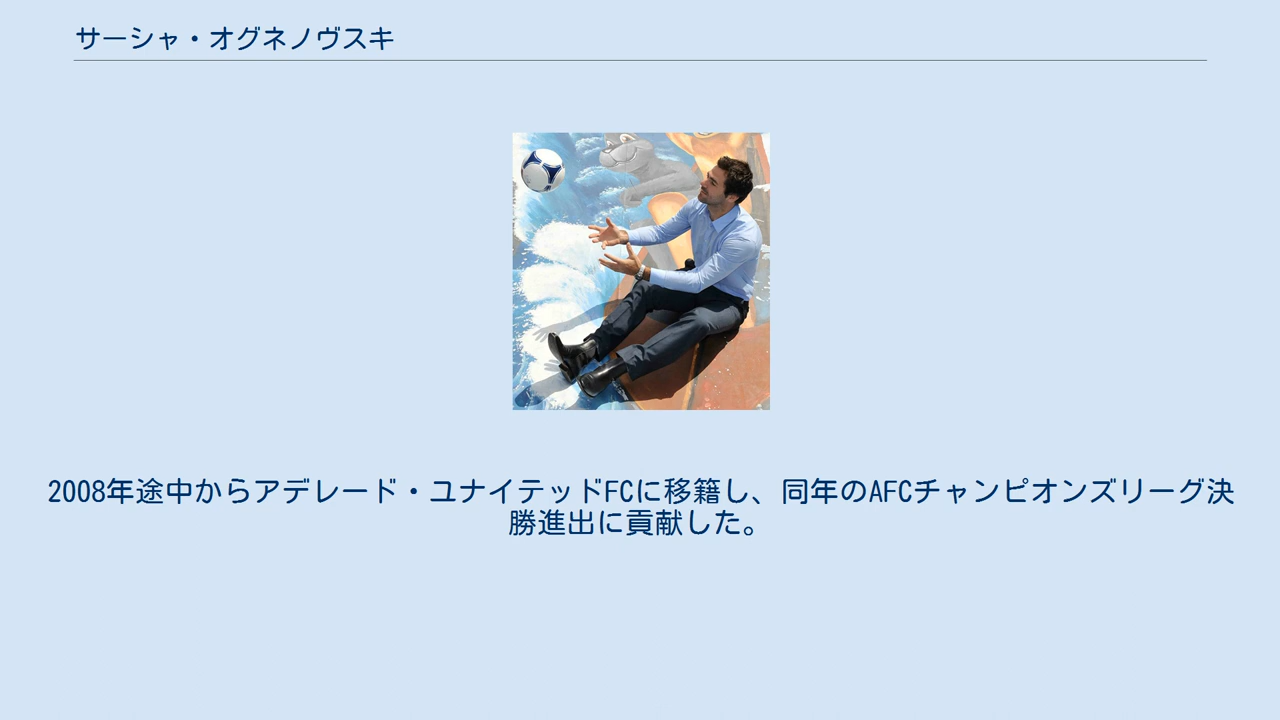 サーシャ・オグネノヴスキ
2008年途中からアデレード・ユナイテッドFCに移籍し、同年のAFCチャンピオンズリーグ決
勝進出に貢献した。